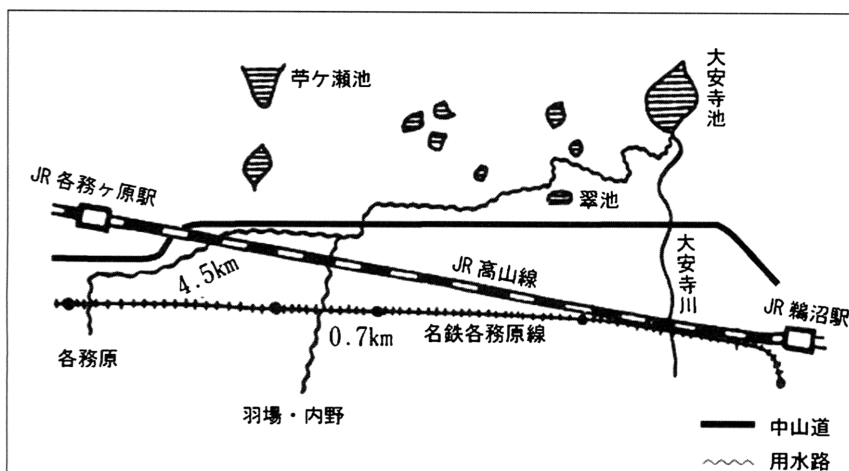 苧ケ瀬池
大安寺池
翠池
JR 各務ヶ原駅
4.5km
JR 高山線
大安寺川
JR 鵜沼駅
0.7km
名鉄各務原線
各務原
羽場・内野
中山道
用水路